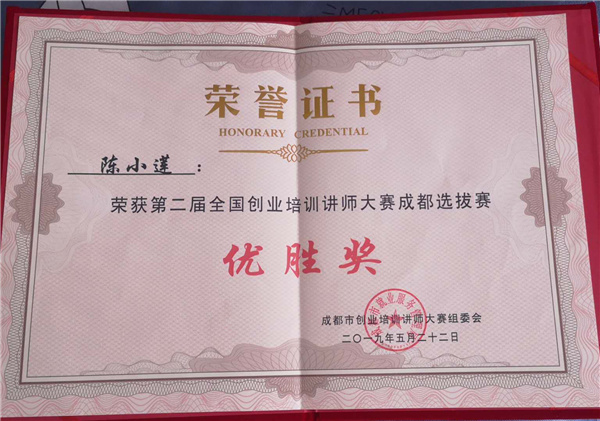 荣誉证书
HONORARY CREDENTIAL
陈小莲：
荣获第二届全国创业培训讲师大赛成都选拔赛
优胜奖
成都市创业培训讲师大赛组委会
二〇一九年五月二十二日